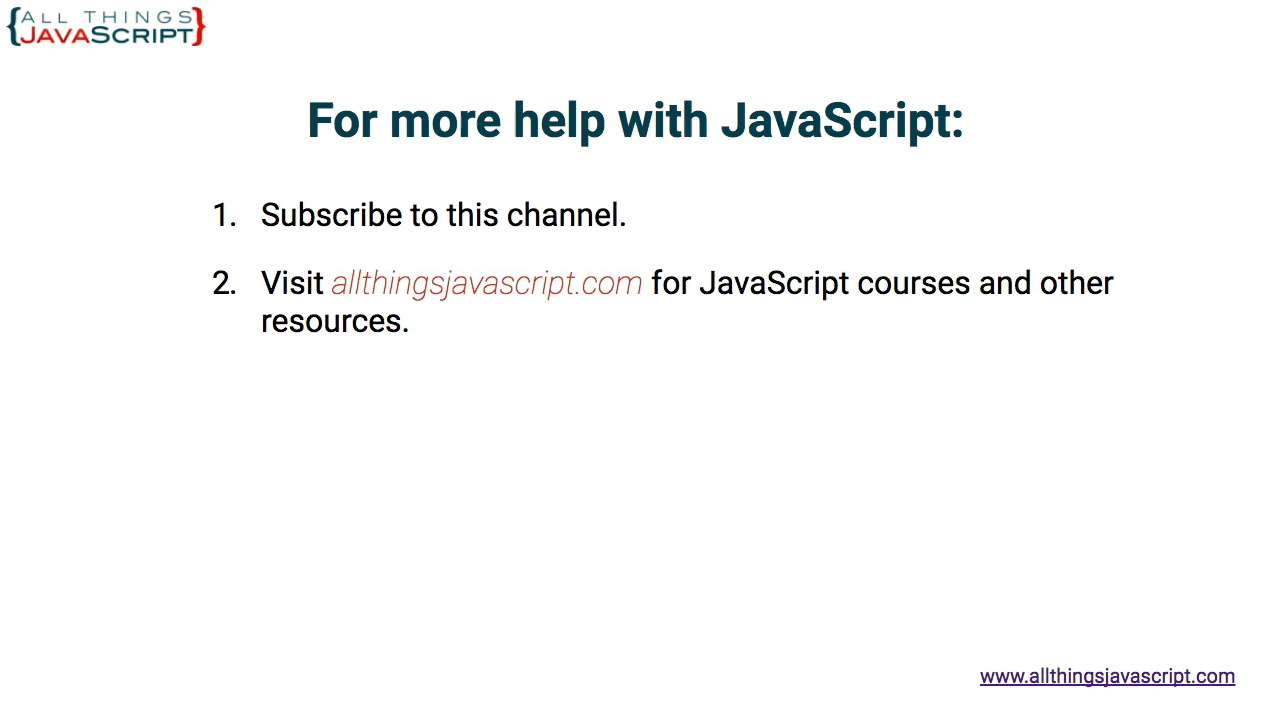 {ALL THINGS
JAVASCRIPT}
For more help with JavaScript:
1. Subscribe to this channel.
2. Visit allthingsjavascript.com for JavaScript courses and other
resources.
www.allthingsjavascript.com